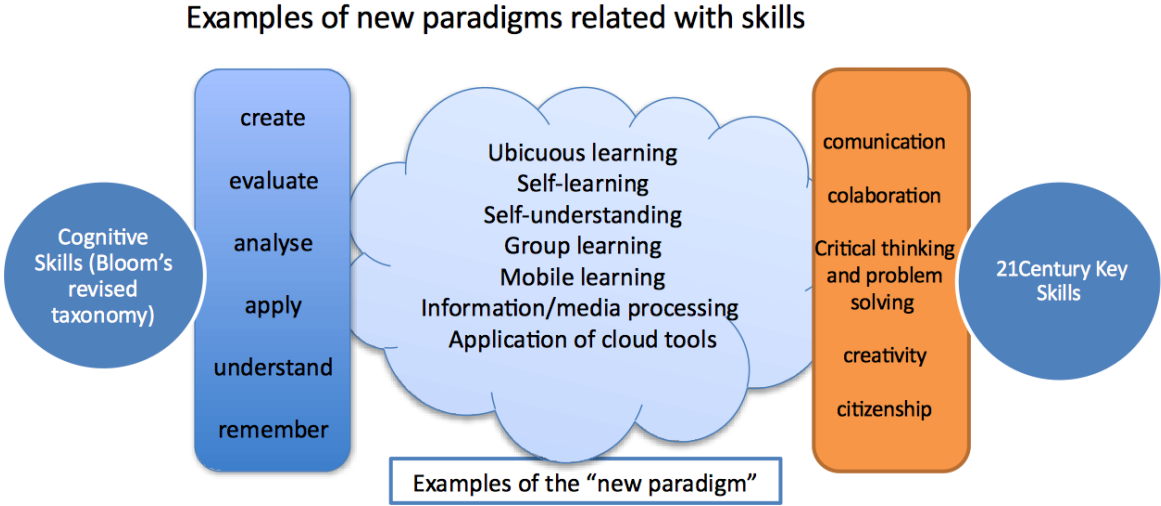 Examples of new paradigms related with skills
Cognitive
Skills (Bloom's
revised
taxonomy)
create
evaluate
analyse
apply
understand
remember
Ubicuous learning
Self-learning
Self-understanding
Group learning
Mobile learning
Information/media processing
Application of cloud tools
comunication
colaboration
Critical thinking
and problem
solving
creativity
citizenship
21Century Key
Skills
Examples of the “new paradigm”